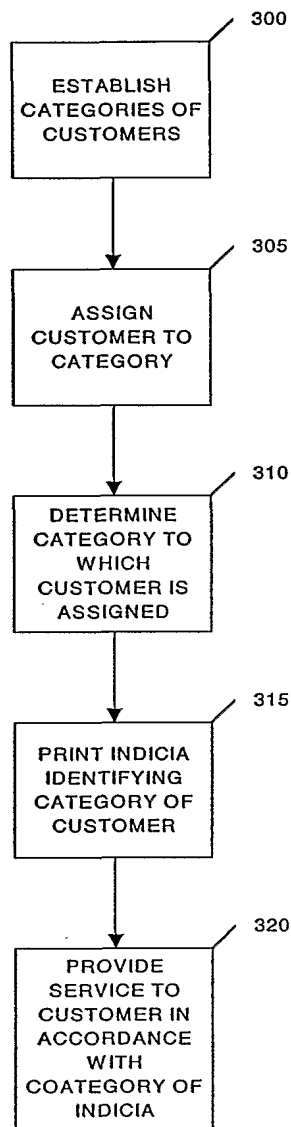 300
ESTABLISH
CATEGORIES OF
CUSTOMERS
305
ASSIGN
CUSTOMER TO
CATEGORY
310
DETERMINE
CATEGORY TO
WHICH
CUSTOMER IS
ASSIGNED
315
PRINT INDICIA
IDENTIFYING
CATEGORY OF
CUSTOMER
320
PROVIDE
SERVICE TO
CUSTOMER IN
ACCORDANCE
WITH
COATEGORY OF
INDICIA